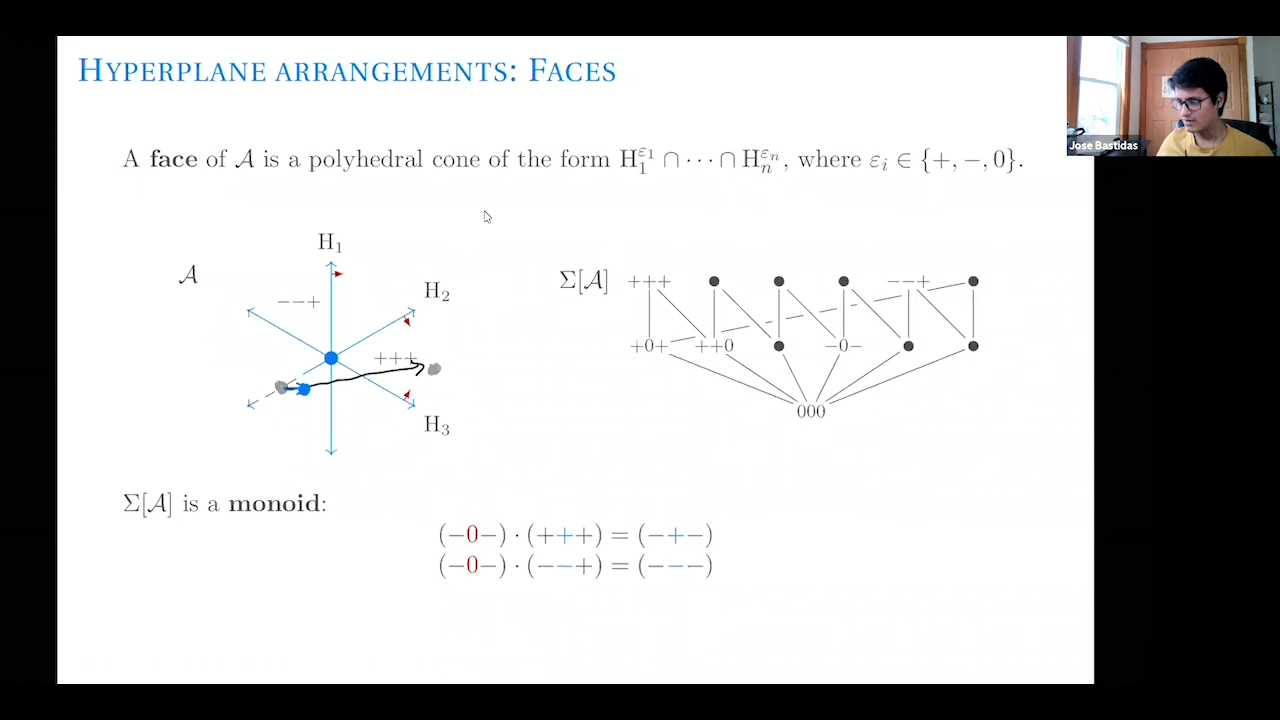 HYPERPLANE ARRANGEMENTS: FACES
Jose Bastidas
A face of 𝒜 is a polyhedral cone of the form H₁^ε₁ ∩ ⋯ ∩ Hₙ^εₙ, where εᵢ ∈ {+, −, 0}.
H₁
𝒜
H₂
−−+
+++
H₃
Σ[𝒜]
+++
−−+
+0+
++0
−0−
000
Σ[𝒜] is a monoid:
(−0−) · (+++) = (−+−)
(−0−) · (−−+) = (−−−)